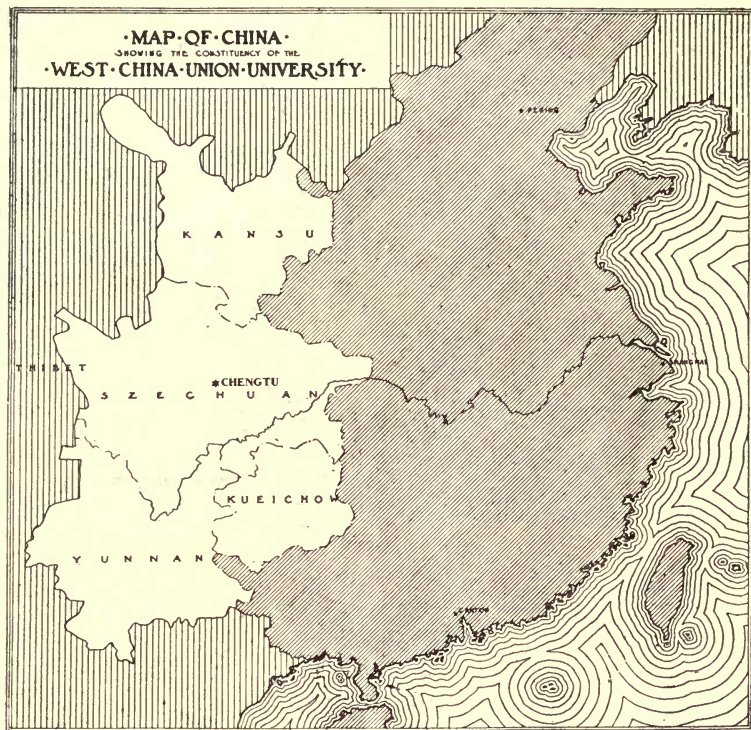 ·MAP·OF·CHINA·
SHOWING THE CONSTITUENCY OF THE
·WEST·CHINA·UNION·UNIVERSITY·
PEKING
KANSU
THIBET
SHANGHAI
CHENGTU
SZECHUAN
KUEICHOW
YUNNAN
CANTON